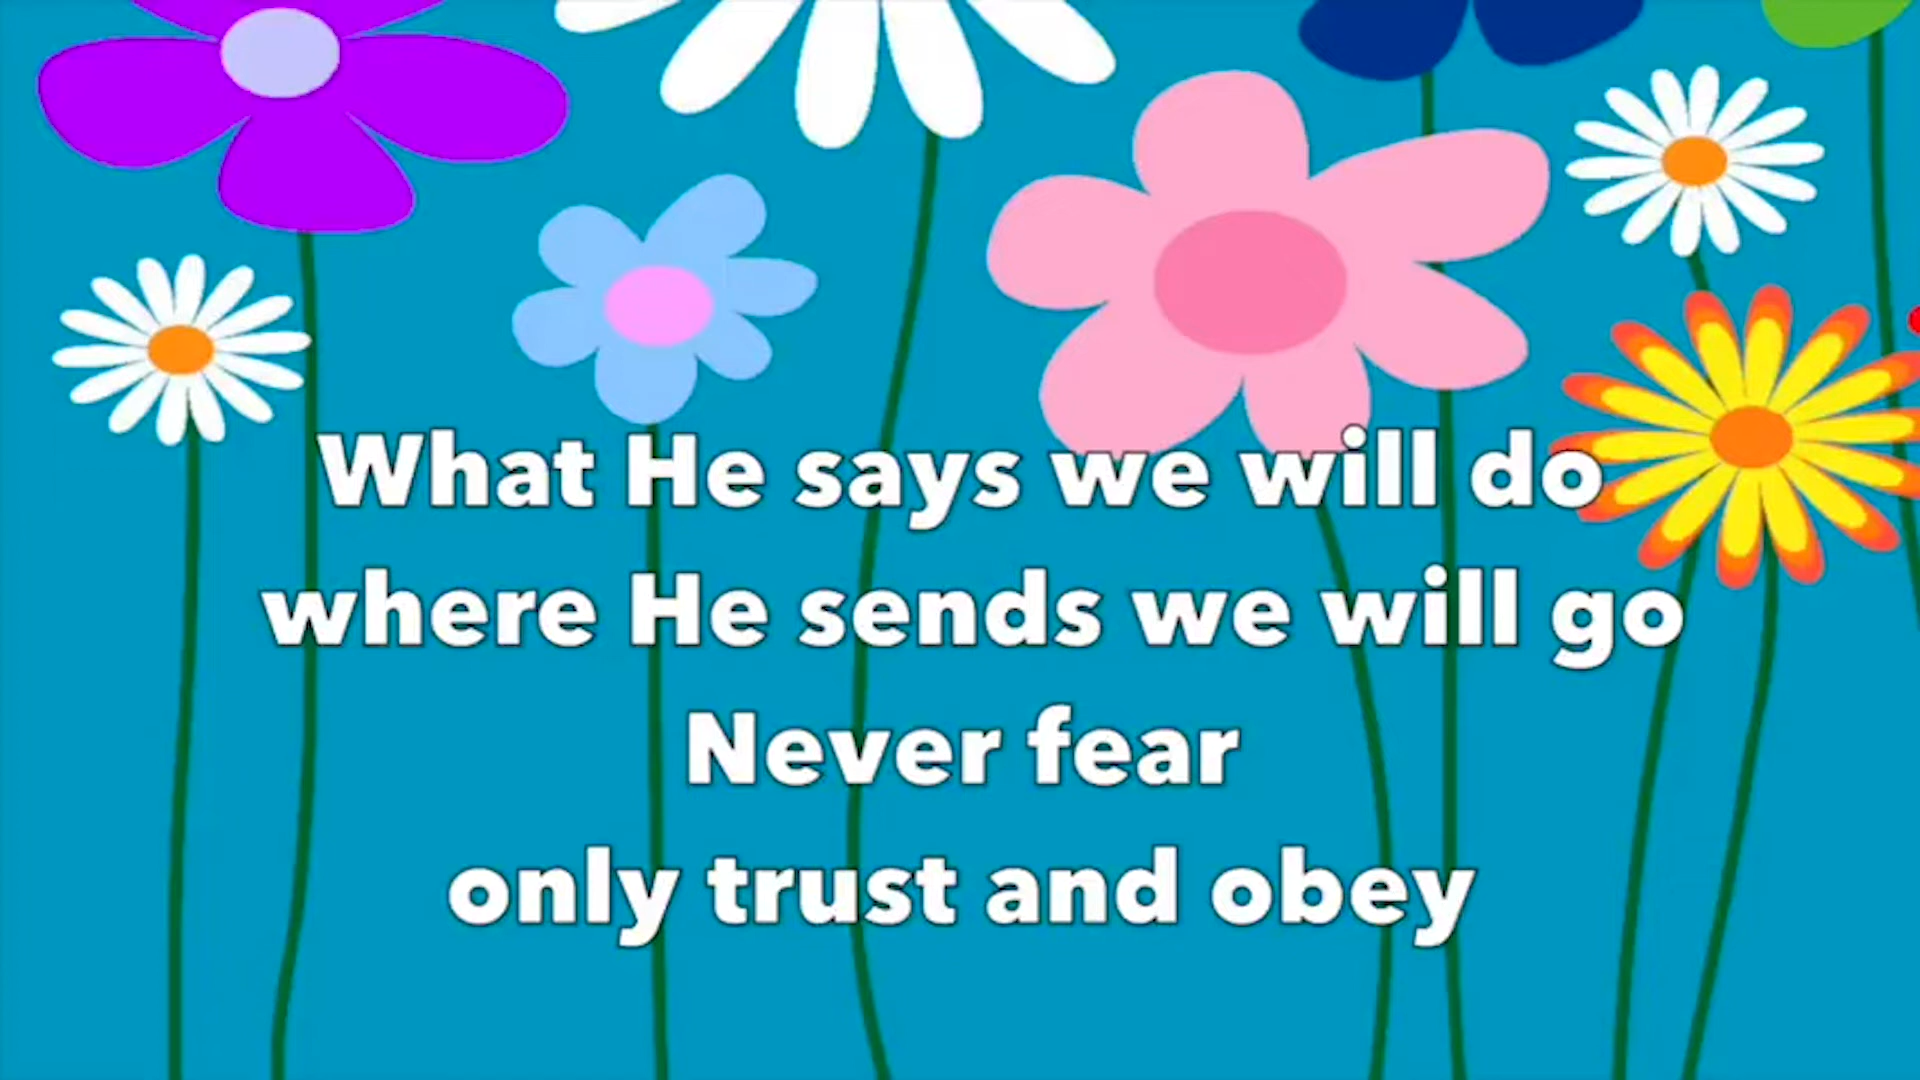 What He says we will do
where He sends we will go
Never fear
only trust and obey